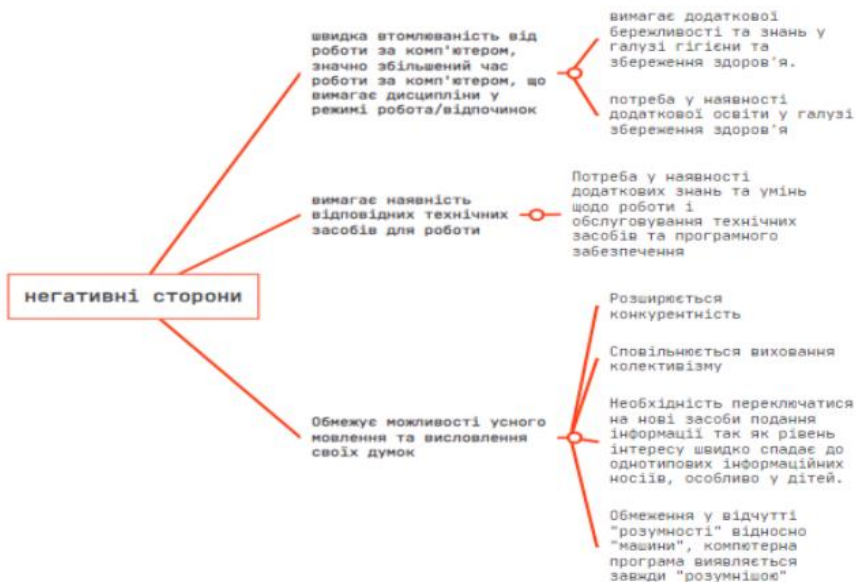 негативні сторони
швидка втомлюваність від
роботи за комп'ютером,
значно збільшений час
роботи за комп'ютером, що
вимагає дисципліни у
режимі робота/відпочинок
вимагає додаткової
бережливості та знань у
галузі гігієни та
збереження здоров'я.
потреба у наявності
додаткової освіти у галузі
збереження здоров'я
вимагає наявність
відповідних технічних
засобів для роботи
Потреба у наявності
додаткових знань та умінь
щодо роботи і
обслуговування технічних
засобів та програмного
забезпечення
Обмежує можливості усного
мовлення та висловлення
своїх думок
Розширюється
конкурентність
Сповільнюється виховання
колективізму
Необхідність переключатися
на нові засоби подання
інформації так як рівень
інтересу швидко спадає до
однотипових інформаційних
носіїв, особливо у дітей.
Обмеження у відчутті
"розумності" відносно
"машини", компютерна
програма виявляється
завжди "розумнішою"